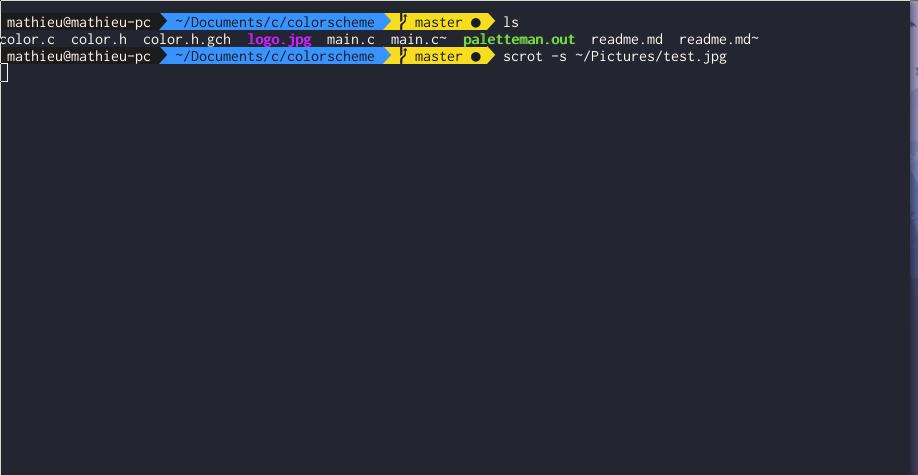 mathieu@mathieu-pc ~/Documents/c/colorscheme master ● ls
color.c color.h color.h.gch logo.jpg main.c main.c~ paletteman.out readme.md readme.md~
mathieu@mathieu-pc ~/Documents/c/colorscheme master ● scrot -s ~/Pictures/test.jpg